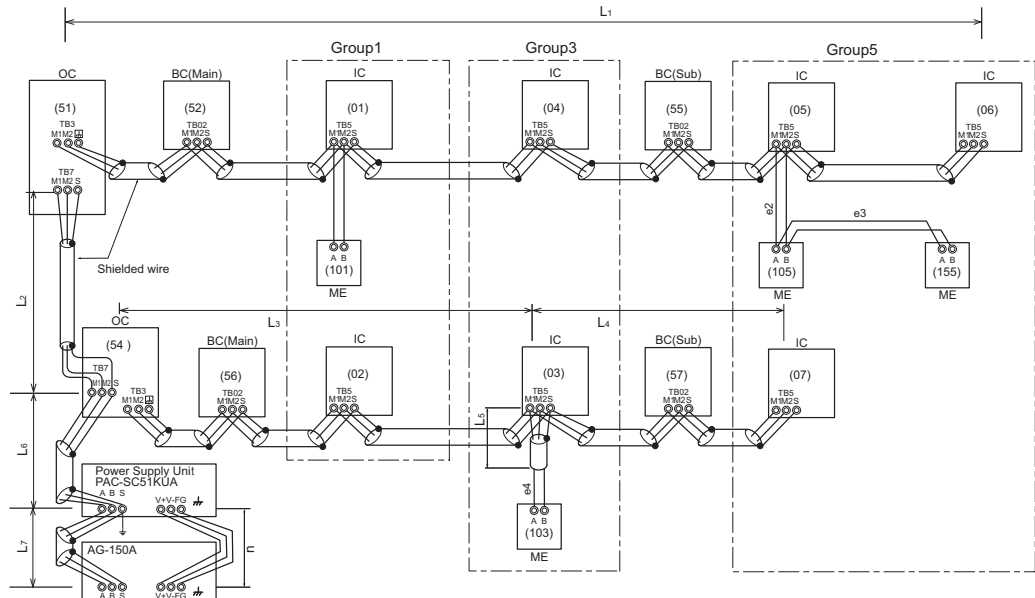 L1
Group1
Group3
Group5
OC
BC(Main)
IC
IC
BC(Sub)
IC
IC
(51)
(52)
(01)
(04)
(55)
(05)
(06)
TB3
M1M2
TB02
M1M2S
TB5
M1M2S
TB5
M1M2S
TB02
M1M2S
TB5
M1M2S
TB5
M1M2S
TB7
M1M2 S
e2
e3
A B
(101)
ME
A B
(105)
ME
A B
(155)
ME
Shielded wire
L2
L3
L4
OC
BC(Main)
IC
IC
BC(Sub)
IC
(54 )
(56)
(02)
(03)
(57)
(07)
TB7
M1M2 S
TB3
M1M2
TB02
M1M2S
TB5
M1M2S
TB5
M1M2S
TB02
M1M2S
TB5
M1M2S
L5
L6
e4
Power Supply Unit
PAC-SC51KUA
A B S
V+V-FG
A B
(103)
ME
L7
n
AG-150A
A B S
V+V-FG